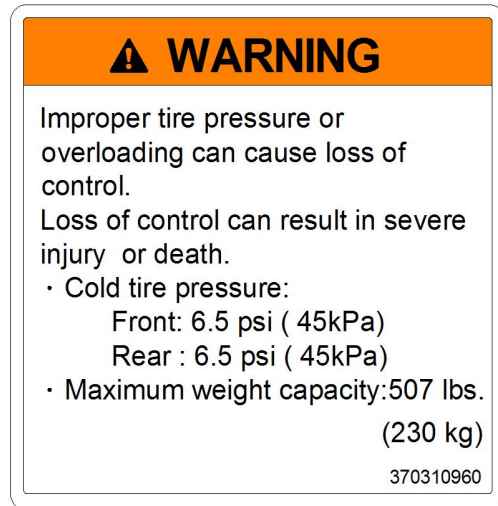 WARNING
Improper tire pressure or
overloading can cause loss of
control.
Loss of control can result in severe
injury or death.
· Cold tire pressure:
Front: 6.5 psi ( 45kPa)
Rear : 6.5 psi ( 45kPa)
· Maximum weight capacity:507 lbs.
(230 kg)
370310960